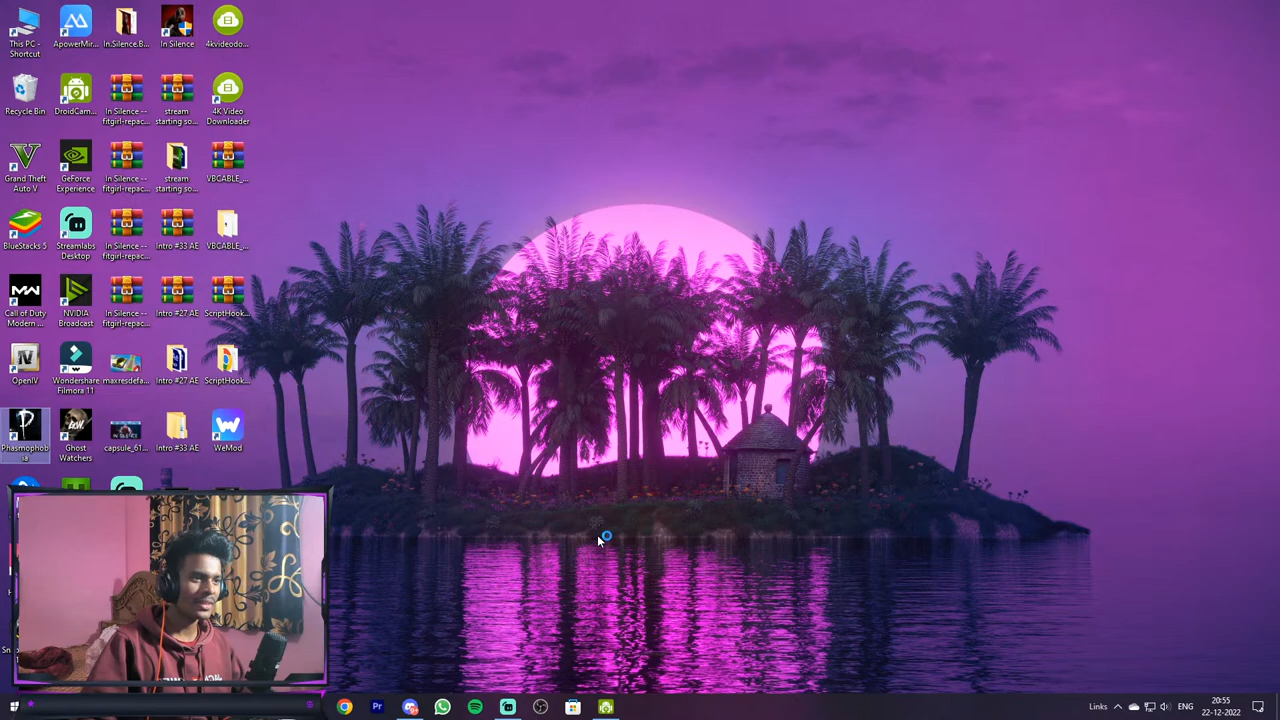 This PC -
Shortcut
ApowerMir...
In.Silence.B...
In Silence
4kvideodo...
Recycle Bin
DroidCam...
In Silence --
fitgirl-repac...
stream
starting so...
4K Video
Downloader
Grand Theft
Auto V
GeForce
Experience
In Silence --
fitgirl-repac...
stream
starting so...
VBCABLE_...
BlueStacks 5
Streamlabs
Desktop
In Silence --
fitgirl-repac...
Intro #33 AE
VBCABLE_...
Call of Duty
Modern ...
NVIDIA
Broadcast
In Silence --
fitgirl-repac...
Intro #27 AE
ScriptHook...
OpenIV
Wondershare
Filmora 11
maxresdefa...
Intro #27 AE
ScriptHook...
Phasmophob
ia
Ghost
Watchers
capsule_61...
Intro #33 AE
WeMod
Pr
Links
ENG
20:55
22-12-2022